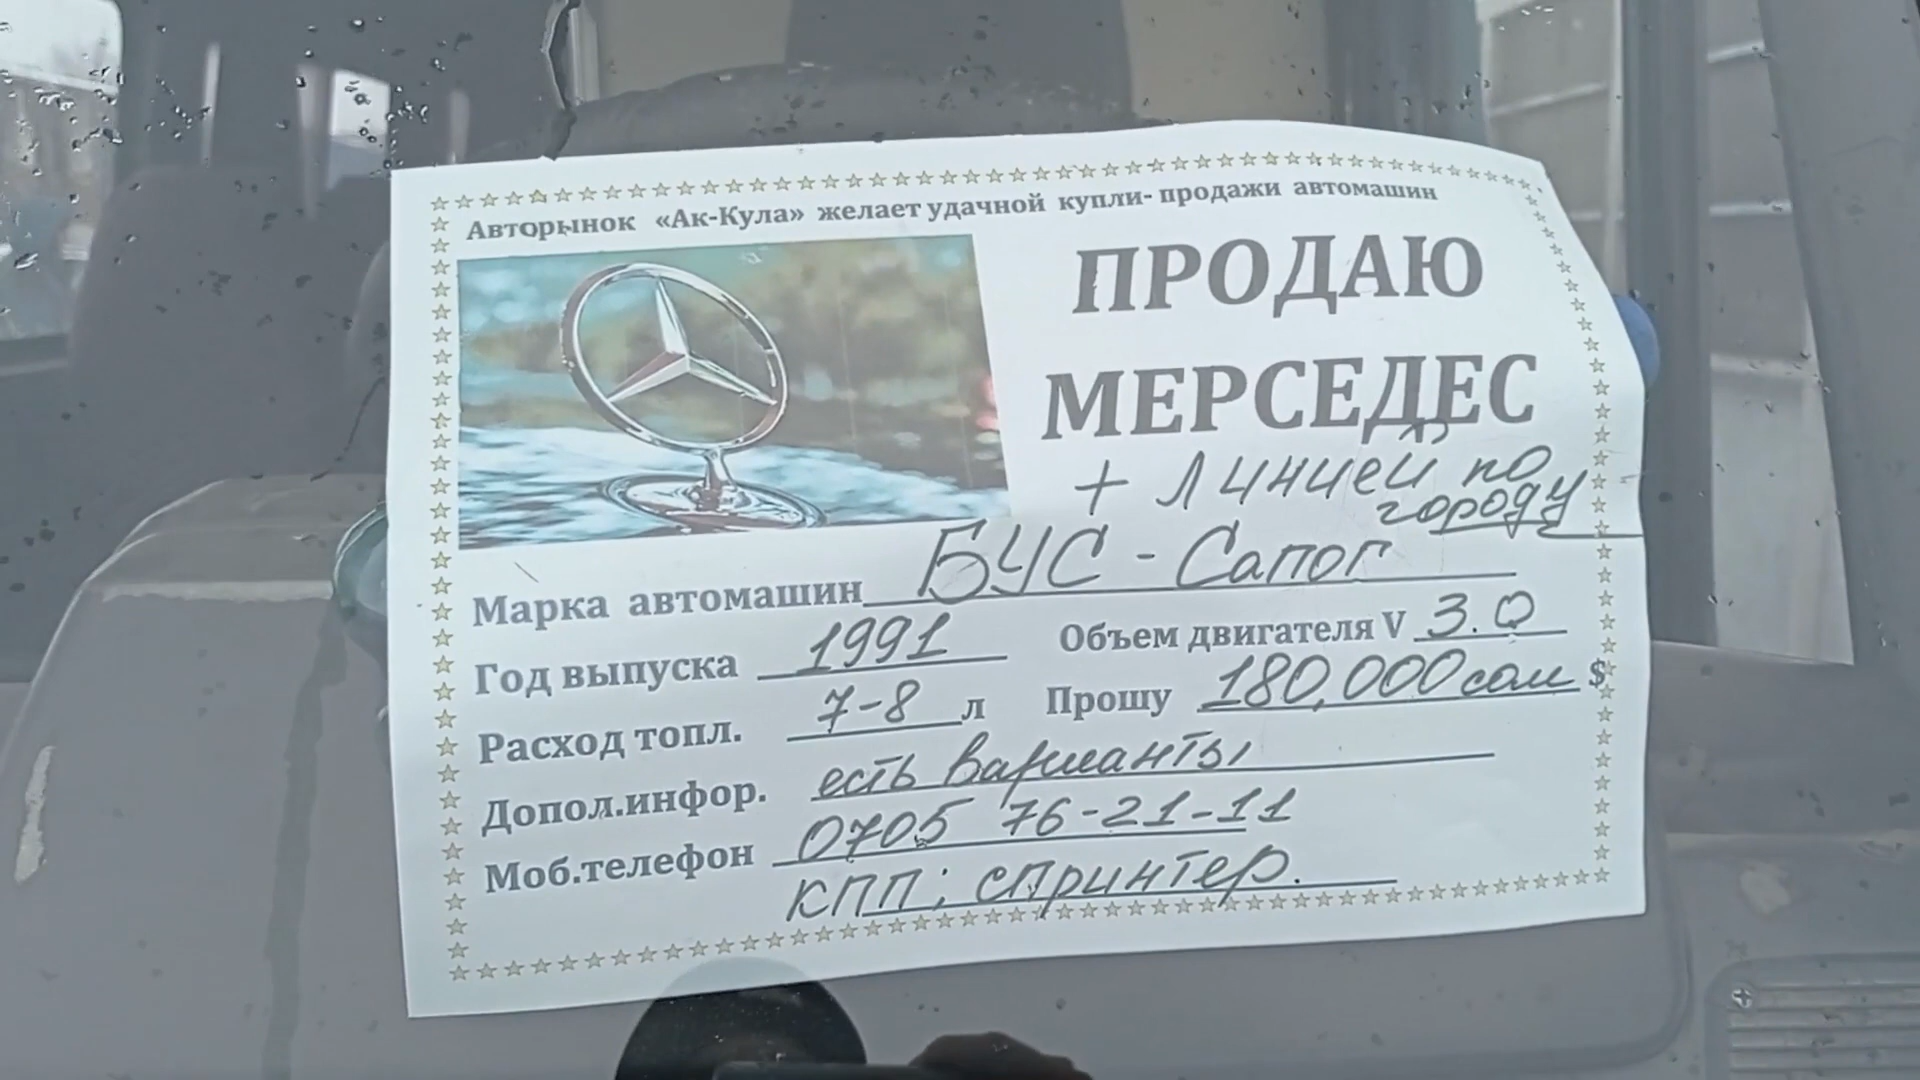 Авторынок «Ак-Кула» желает удачной купли- продажи автомашин
ПРОДАЮ
МЕРСЕДЕС
+ линией по
городу
Марка автомашин БУС - Сапог
Год выпуска 1991 Объем двигателя V 3.0
Расход топл. 7-8 л Прошу 180,000 сом $
Допол.инфор. есть варианты
Моб.телефон 0705 76-21-11
КПП; спринтер.